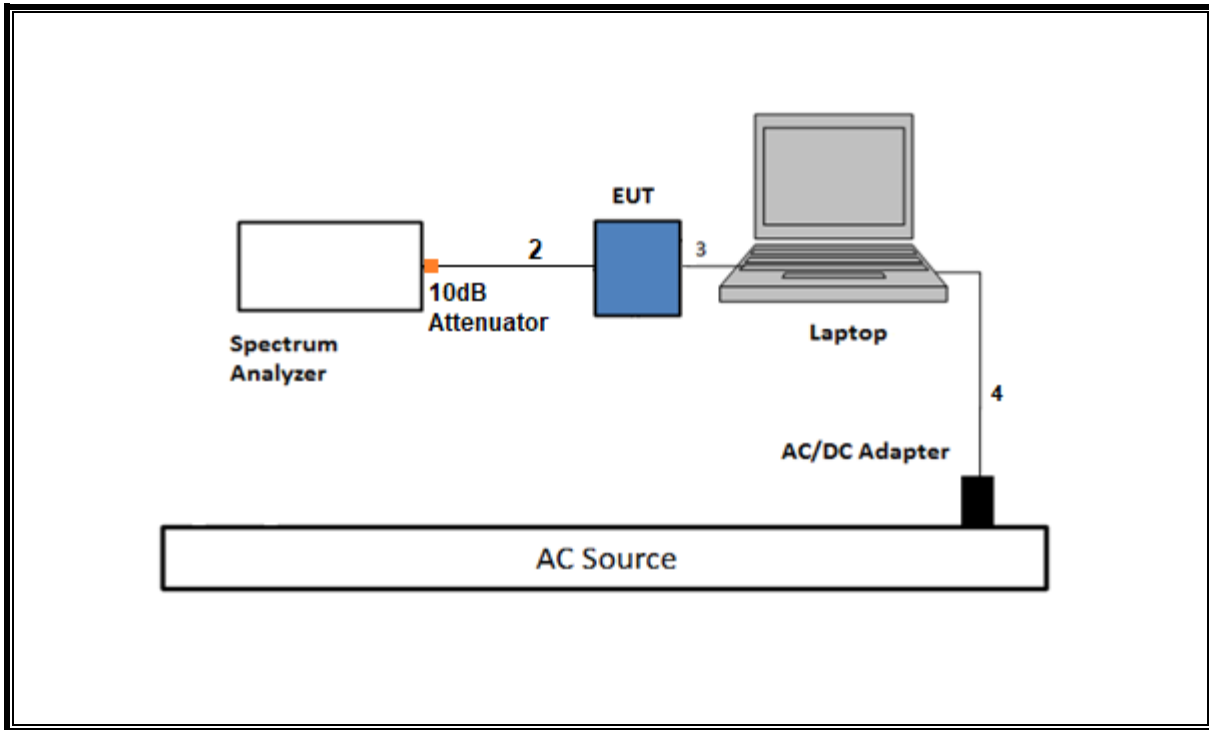 EUT
2
3
10dB
Attenuator
Spectrum
Analyzer
Laptop
4
AC/DC Adapter
AC Source